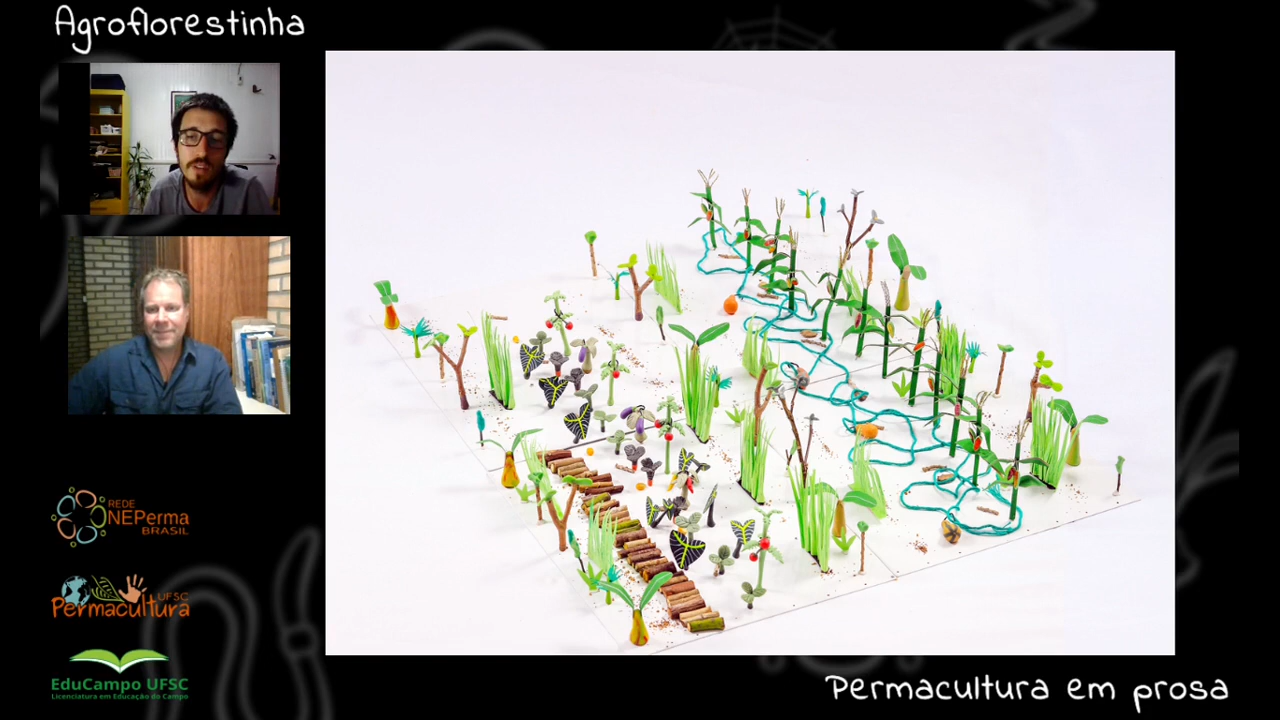 Agroflorestinha
REDE
NEPerma
BRASIL
UFSC
Permacultura
EduCampo UFSC
Licenciatura em Educação do Campo
Permacultura em prosa